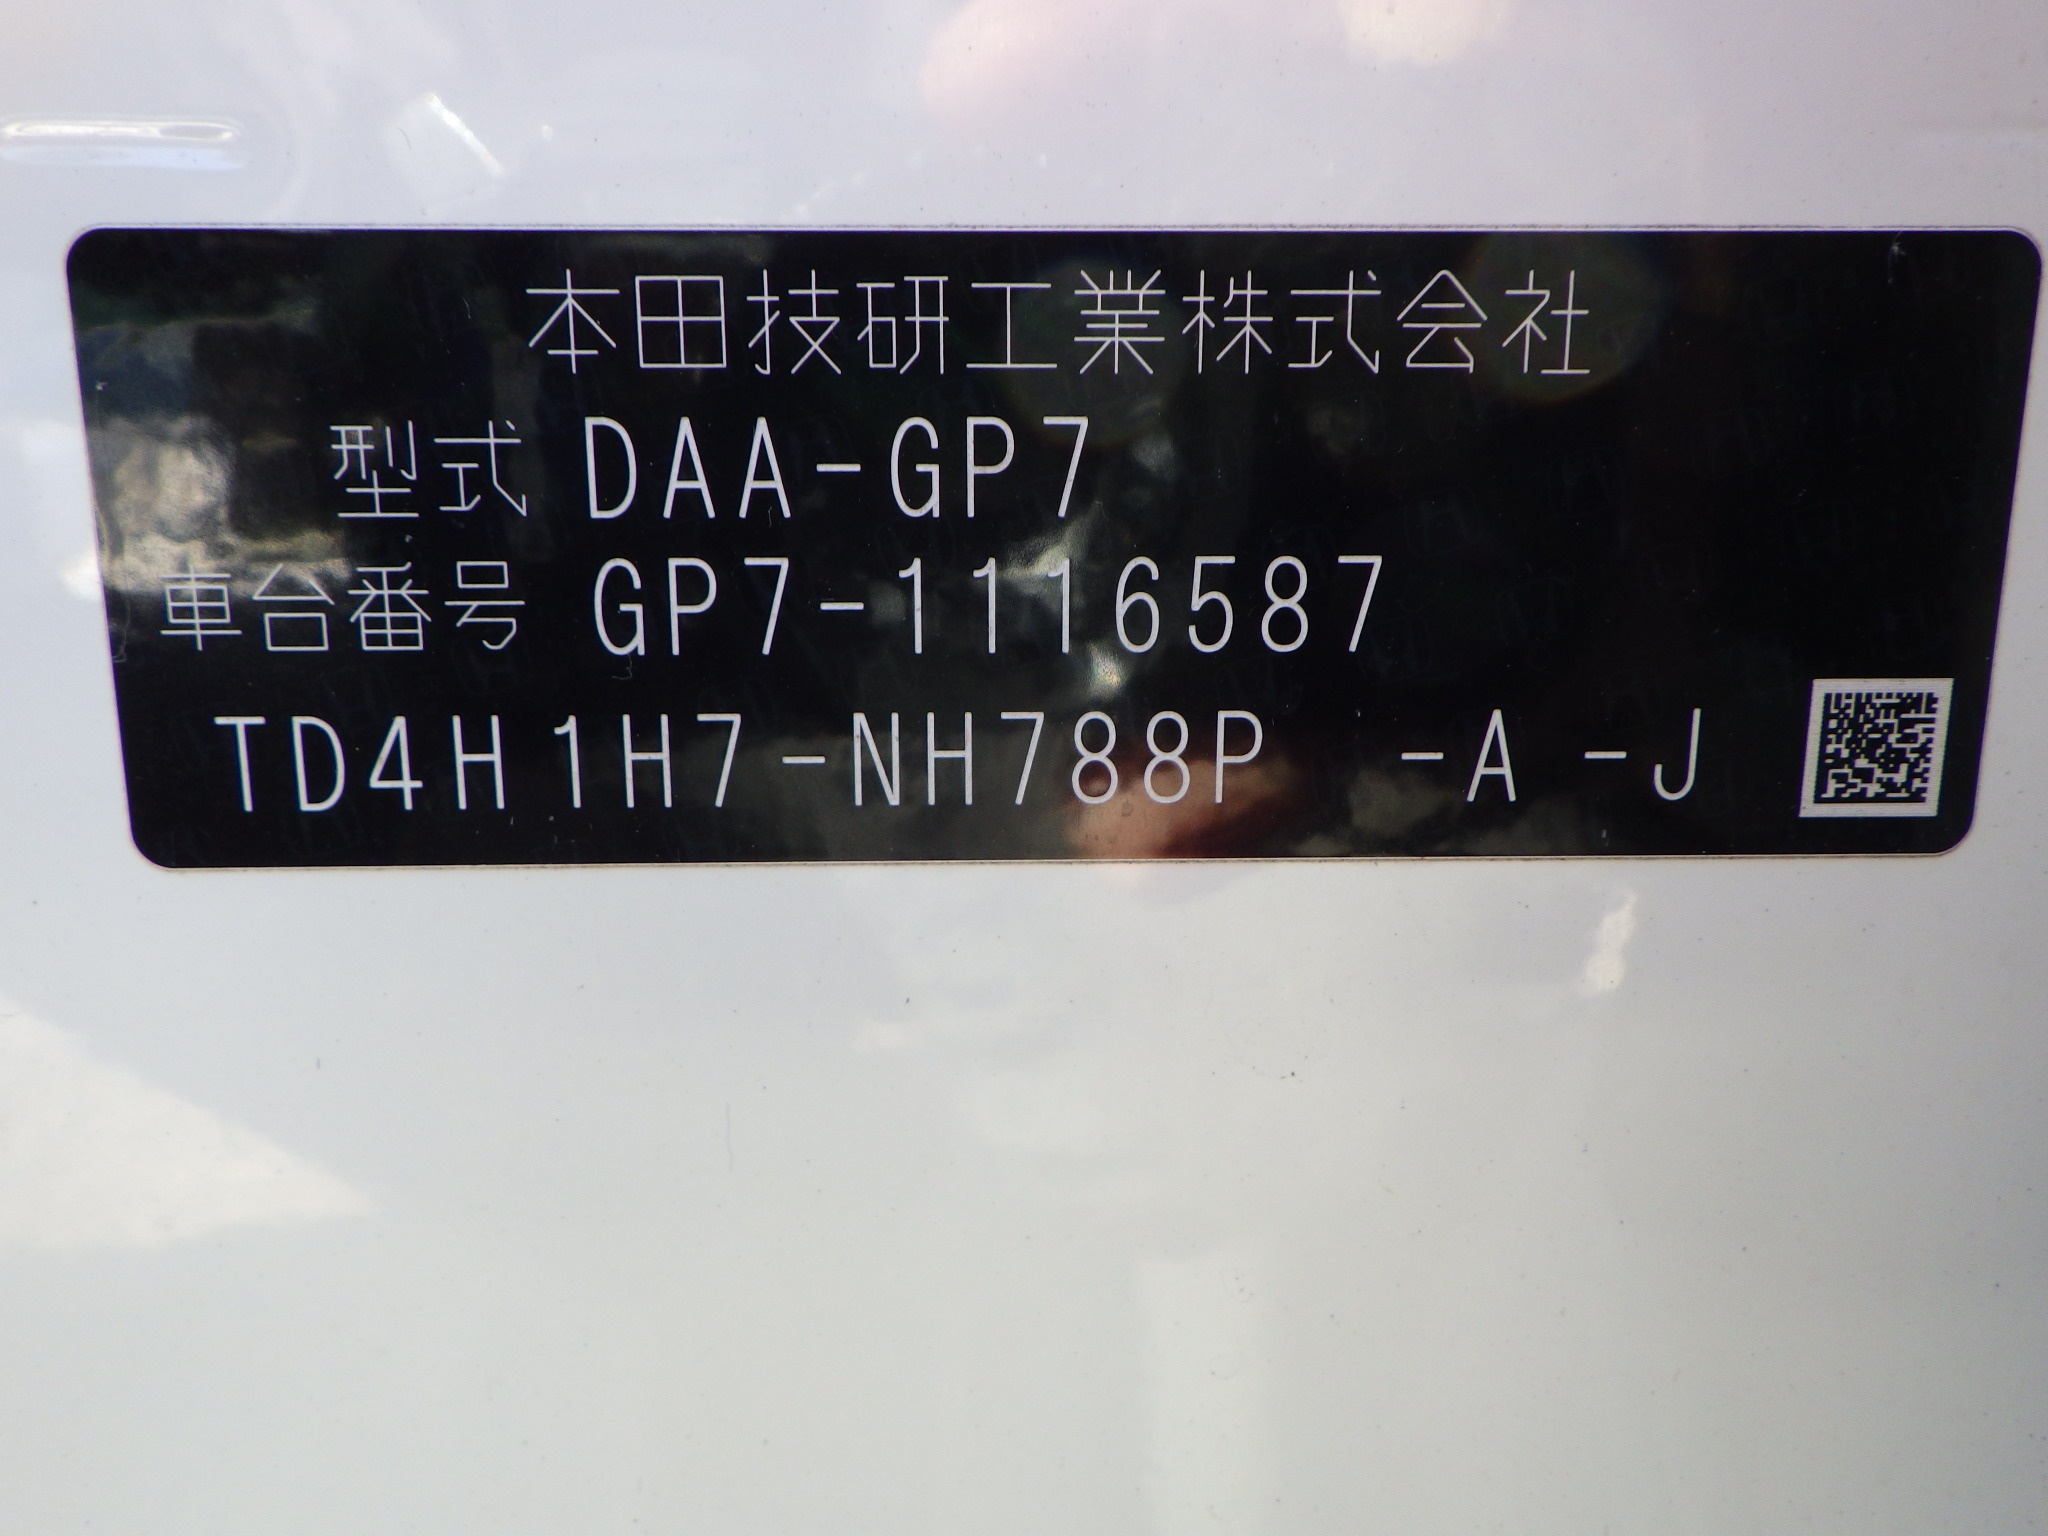 本田技研工業株式会社
型式 DAA-GP7
車台番号 GP7-1116587
TD4H1H7-NH788P -A -J